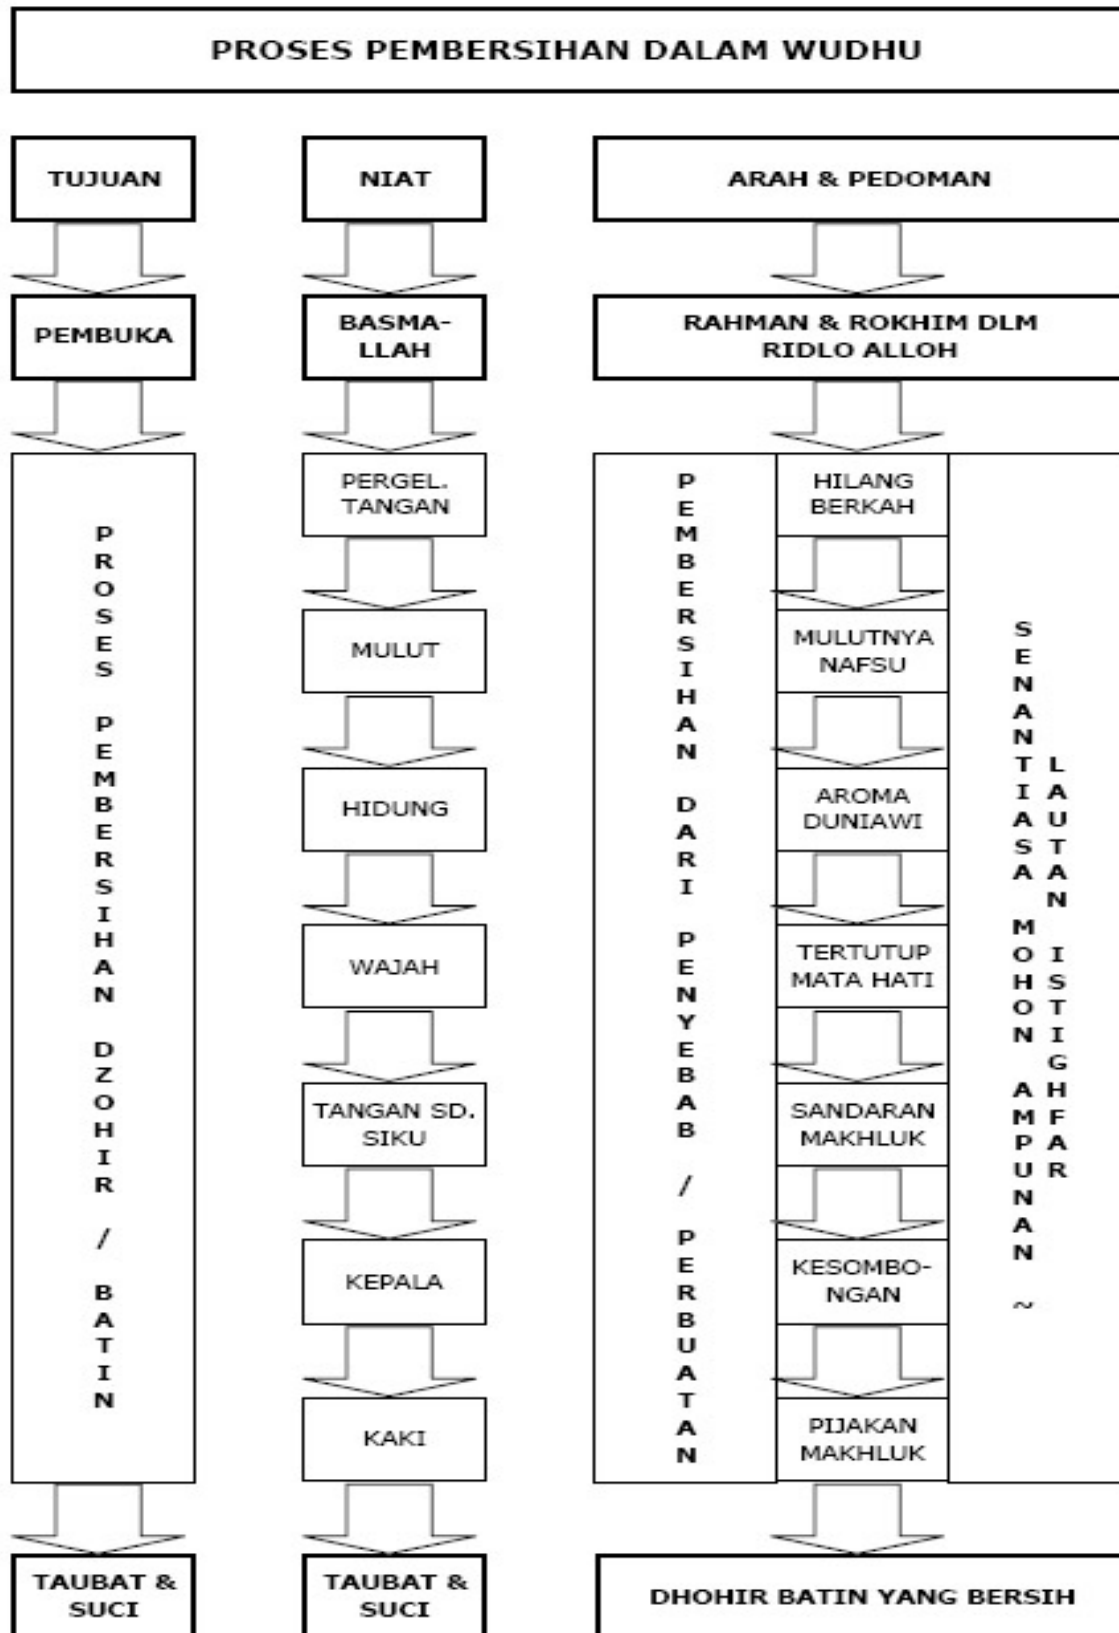 PROSES PEMBERSIHAN DALAM WUDHU
TUJUAN
NIAT
ARAH & PEDOMAN
PEMBUKA
BASMA-
LLAH
RAHMAN & ROKHIM DLM
RIDLO ALLOH
PROSES PEMBERSIHAN DZOHIR / BATIN
PERGEL.
TANGAN
MULUT
HIDUNG
WAJAH
TANGAN SD.
SIKU
KEPALA
KAKI
PEMBERSIHAN DARI PENYEBAB / PERBUATAN
HILANG
BERKAH
MULUTNYA
NAFSU
AROMA
DUNIAWI
TERTUTUP
MATA HATI
SANDARAN
MAKHLUK
KESOMBO-
NGAN
PIJAKAN
MAKHLUK
SENANTIASA MOHON AMPUNAN ~
LAUTAN ISTIGHFAR
TAUBAT &
SUCI
TAUBAT &
SUCI
DHOHIR BATIN YANG BERSIH